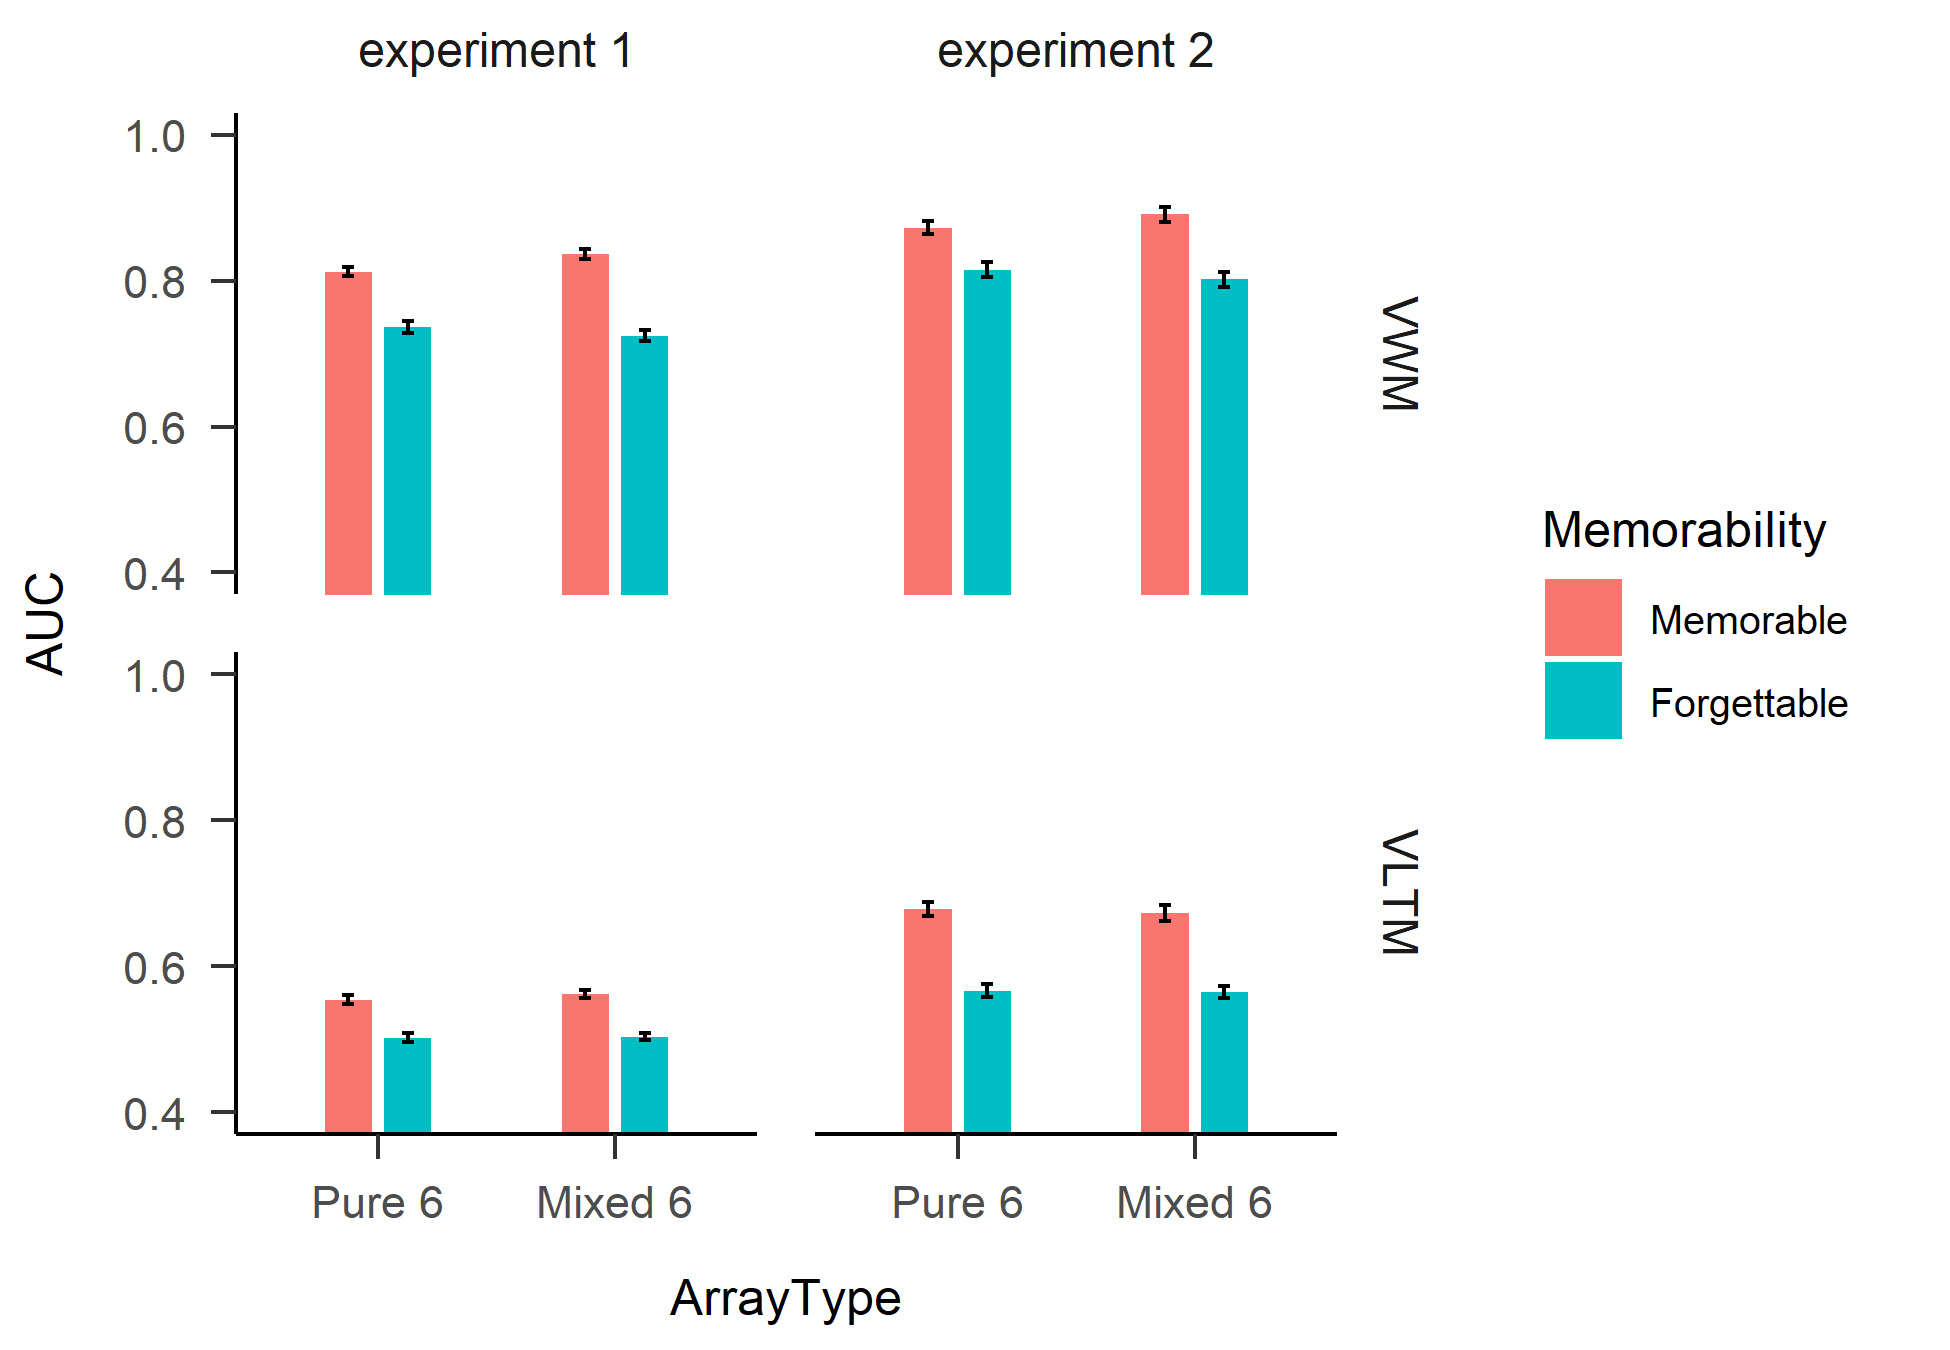 experiment 1
experiment 2
1.0
0.8
0.6
0.4
VWM
AUC
1.0
0.8
0.6
0.4
VLTM
Pure 6
Mixed 6
Pure 6
Mixed 6
ArrayType
Memorability
Memorable
Forgettable